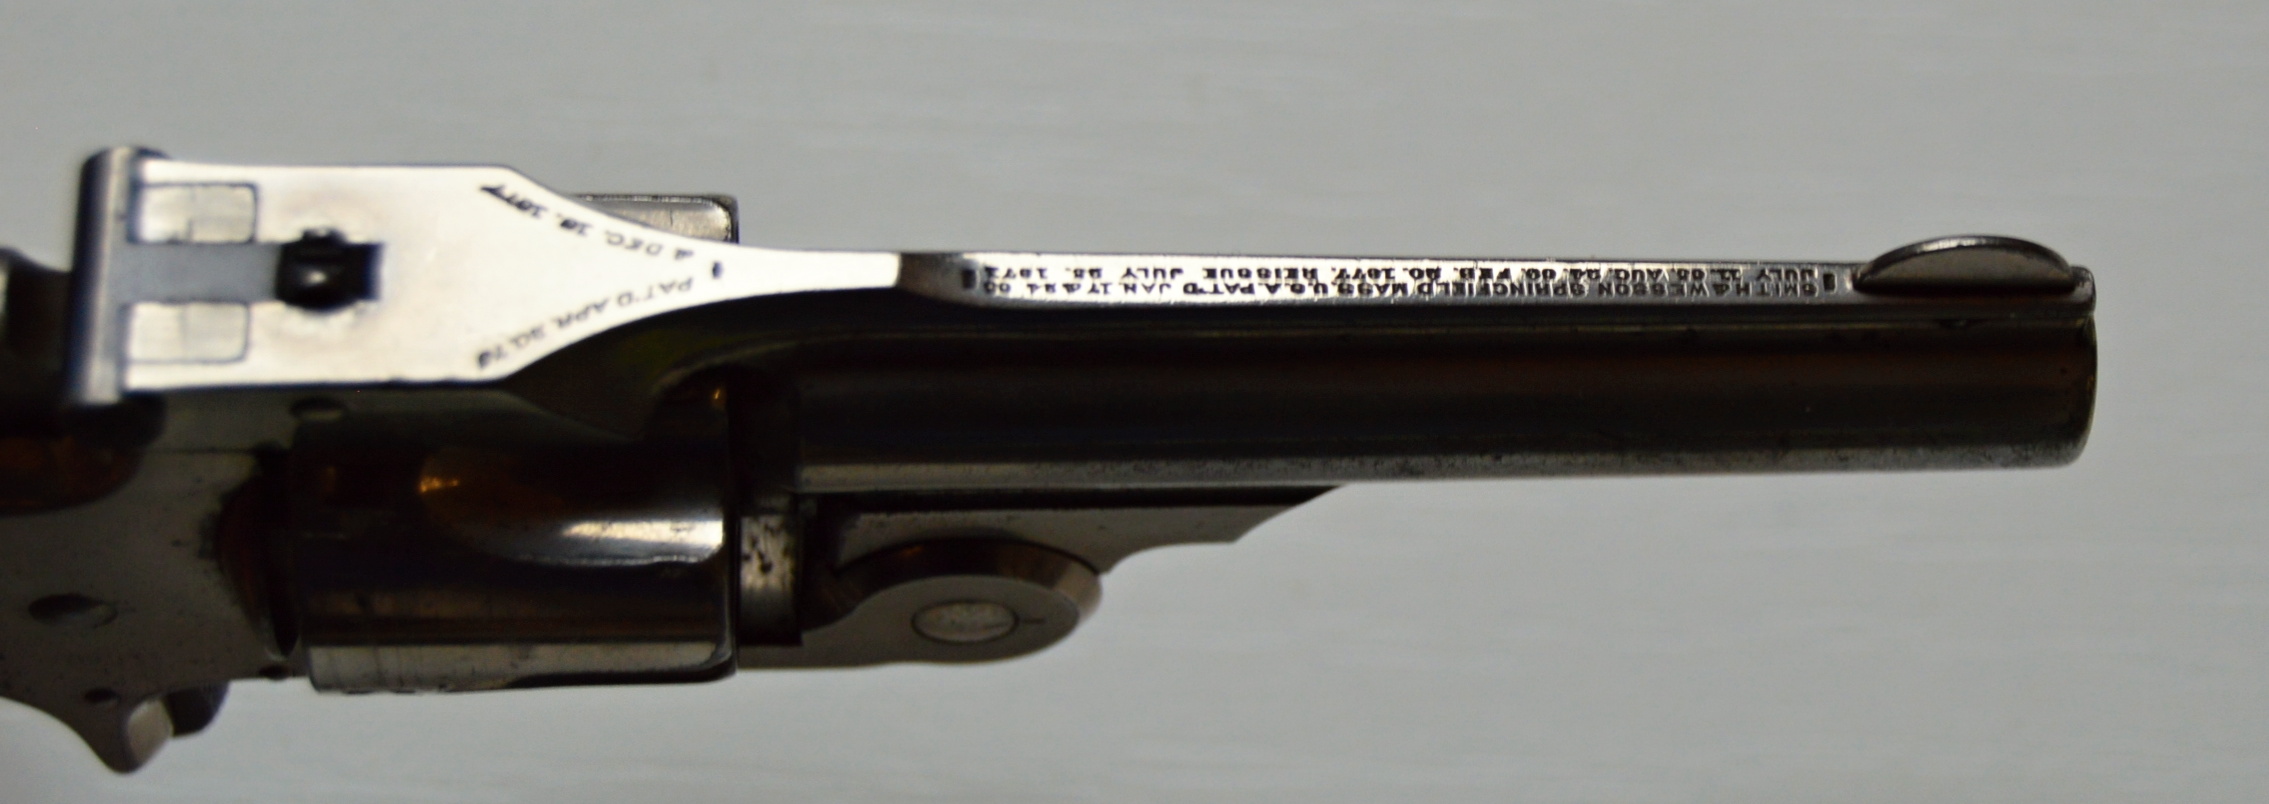 SMITH & WESSON SPRINGFIELD MASS. U.S.A. PAT'D JAN. 17 & 24. 65
JULY 11. 65. AUG. 24. 69. FEB. 20. 1877. REISSUE JULY 25. 1871
PAT'D APR. 20. 75
& DEC. 18. 1877